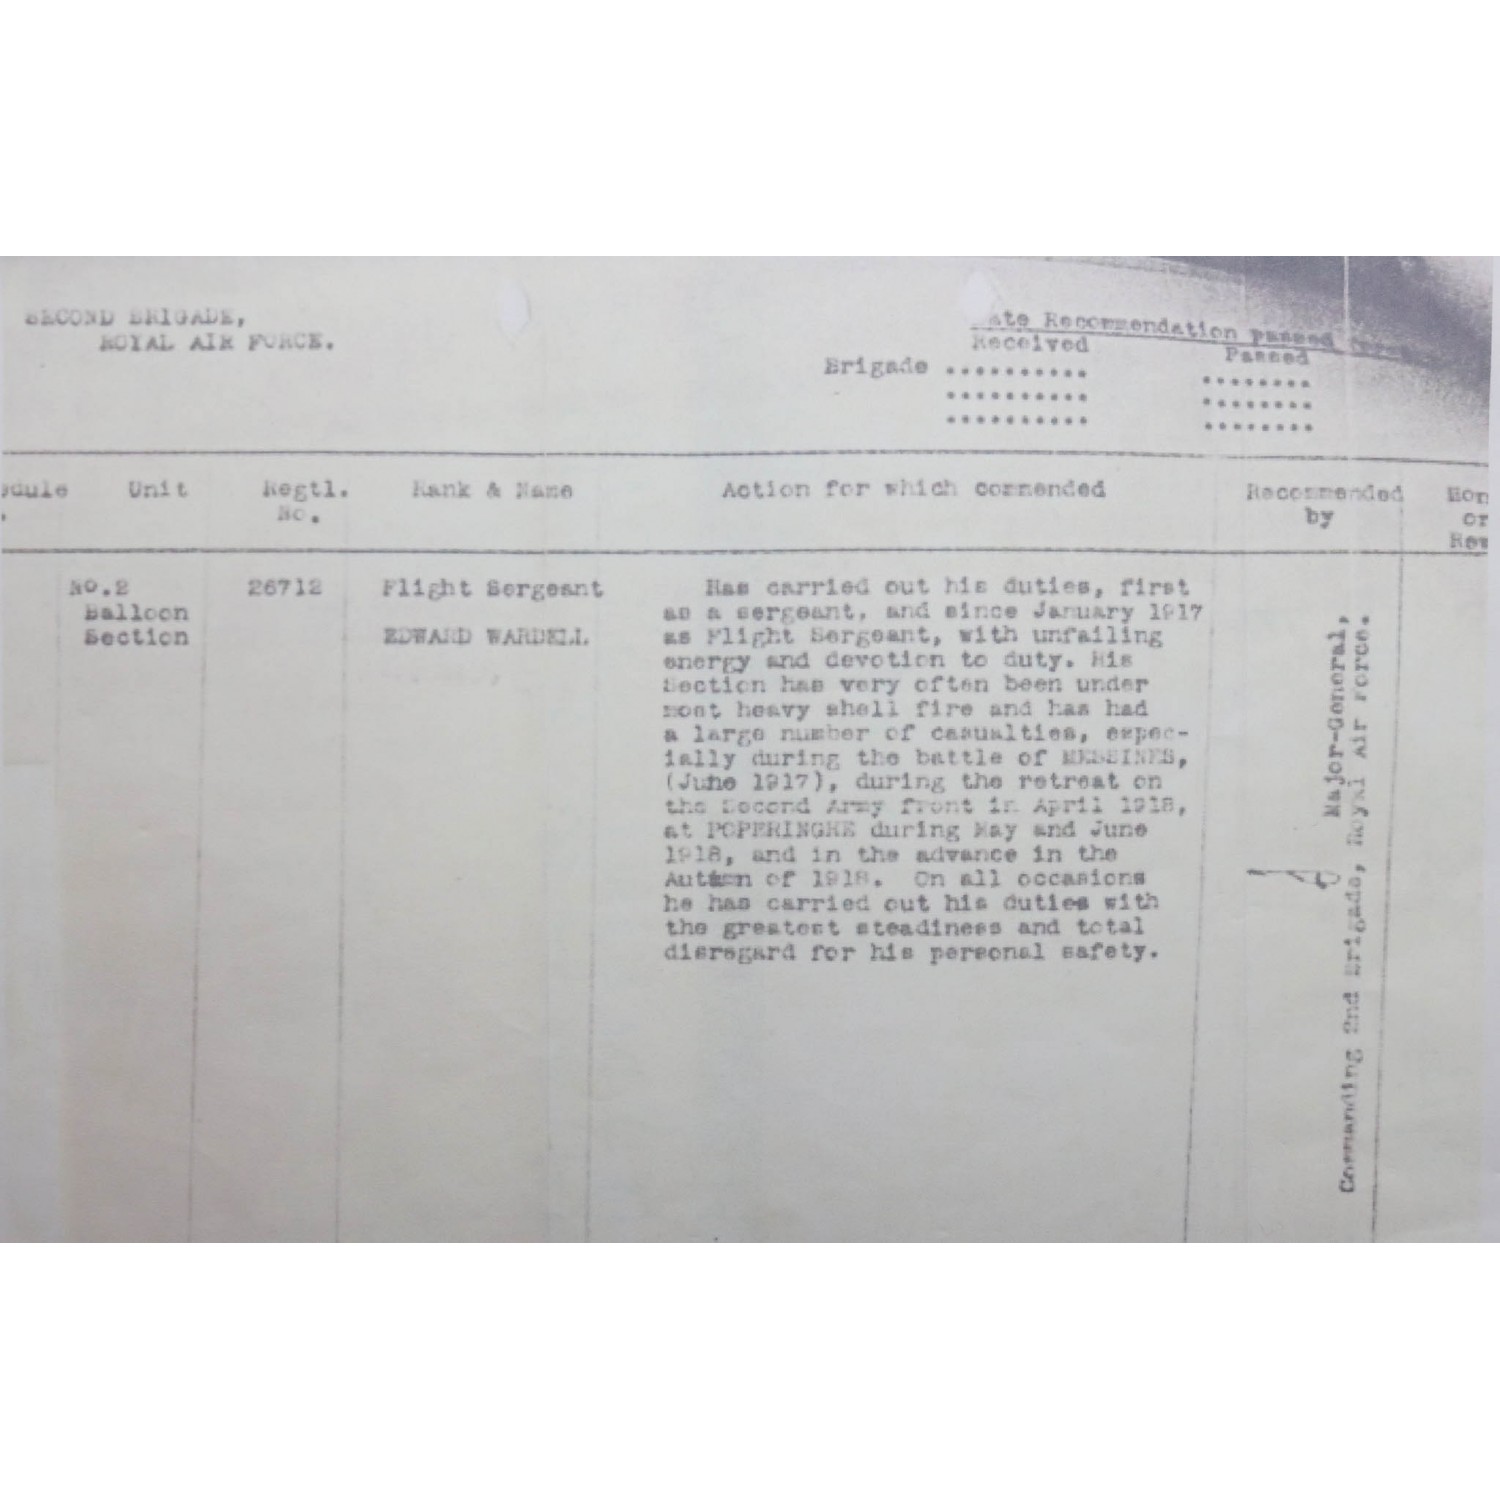 SECOND BRIGADE,
ROYAL AIR FORCE.
ate Recommendation passed
Received Passed
Brigade .......... ........
.......... ........
.......... ........
edule Unit Regtl. Rank & Name Action for which commended Recommended Hon
. No. by or
Rew
No.2 26712 Flight Sergeant Has carried out his duties, first
Balloon as a sergeant, and since January 1917
Section EDWARD WARDELL as Flight Sergeant, with unfailing
energy and devotion to duty. His
Section has very often been under
most heavy shell fire and has had
a large number of casualties, espec-
ially during the battle of MESSINES,
(June 1917), during the retreat on
the Second Army front in April 1918,
at POPERINGHE during May and June
1918, and in the advance in the
Autumn of 1918. On all occasions
he has carried out his duties with
the greatest steadiness and total
disregard for his personal safety.
Major-General,
Commanding 2nd Brigade, Royal Air Force.